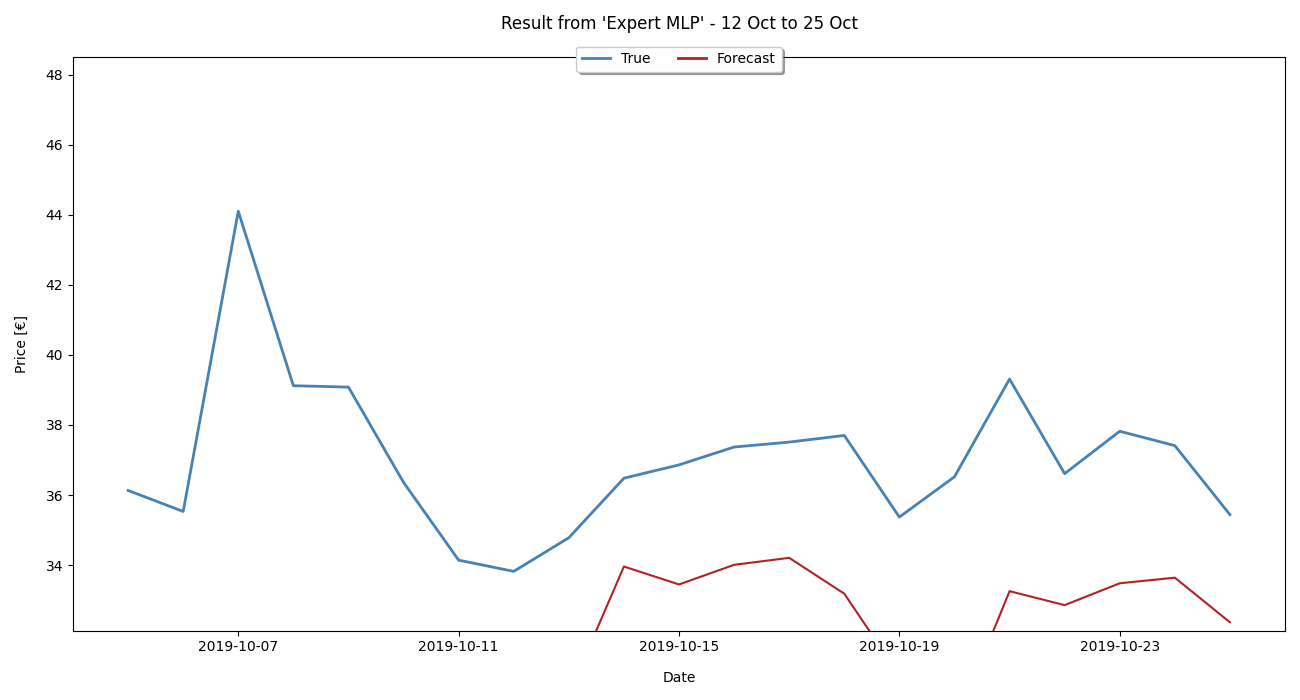 Result from 'Expert MLP' - 12 Oct to 25 Oct
True Forecast
48
46
44
42
40
38
36
34
Price [€]
2019-10-07 2019-10-11 2019-10-15 2019-10-19 2019-10-23
Date